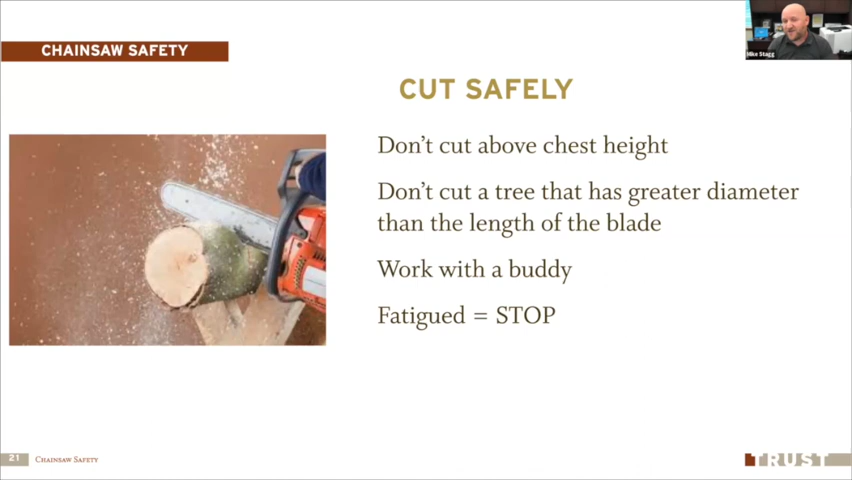 CHAINSAW SAFETY
Mike Stagg
CUT SAFELY
Don't cut above chest height
Don't cut a tree that has greater diameter
than the length of the blade
Work with a buddy
Fatigued = STOP
21
CHAINSAW SAFETY
TRUST